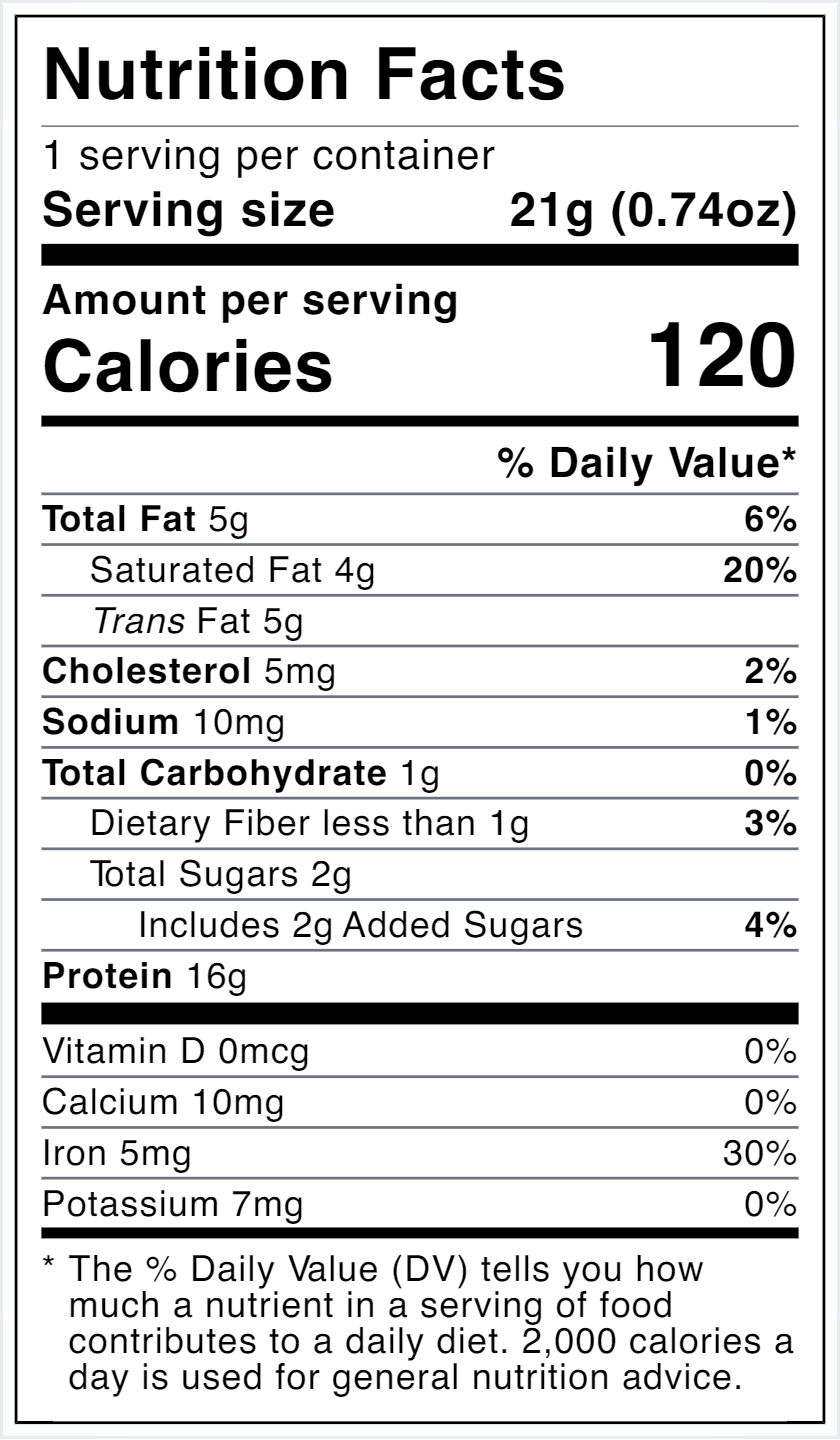 Nutrition Facts
1 serving per container
Serving size 21g (0.74oz)
Amount per serving
Calories 120
% Daily Value*
Total Fat 5g 6%
Saturated Fat 4g 20%
Trans Fat 5g
Cholesterol 5mg 2%
Sodium 10mg 1%
Total Carbohydrate 1g 0%
Dietary Fiber less than 1g 3%
Total Sugars 2g
Includes 2g Added Sugars 4%
Protein 16g
Vitamin D 0mcg 0%
Calcium 10mg 0%
Iron 5mg 30%
Potassium 7mg 0%
* The % Daily Value (DV) tells you how
much a nutrient in a serving of food
contributes to a daily diet. 2,000 calories a
day is used for general nutrition advice.